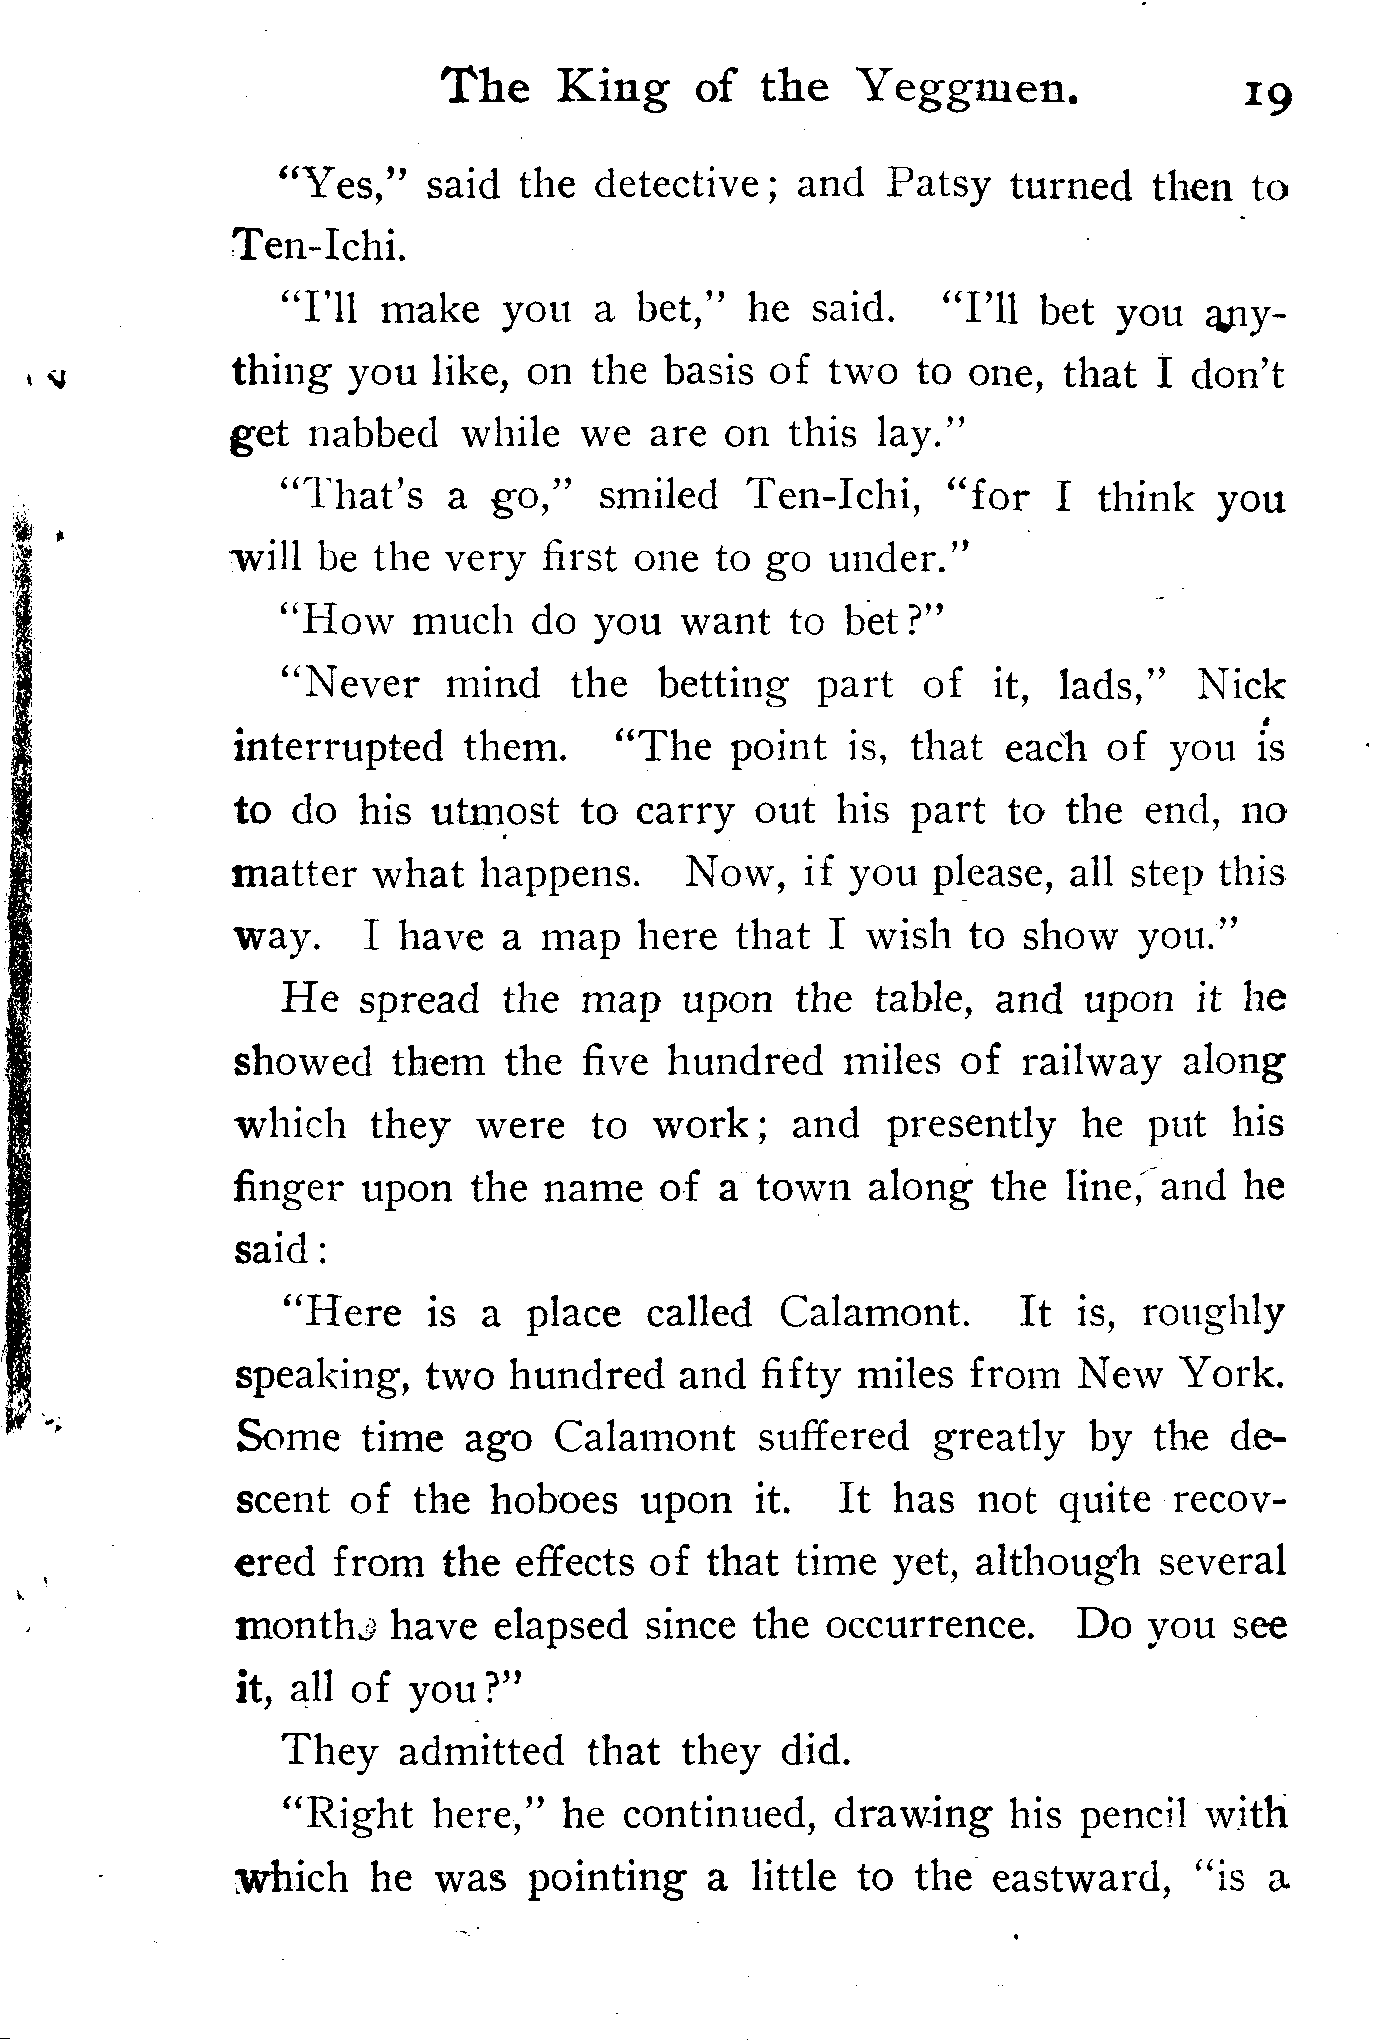 The King of the Yeggmen. 19
“Yes,” said the detective; and Patsy turned then to
Ten-Ichi.
“I’ll make you a bet,” he said. “I’ll bet you any-
thing you like, on the basis of two to one, that I don’t
get nabbed while we are on this lay.”
“That’s a go,” smiled Ten-Ichi, “for I think you
will be the very first one to go under.”
“How much do you want to bet?”
“Never mind the betting part of it, lads,” Nick
interrupted them. “The point is, that each of you is
to do his utmost to carry out his part to the end, no
matter what happens. Now, if you please, all step this
way. I have a map here that I wish to show you.”
He spread the map upon the table, and upon it he
showed them the five hundred miles of railway along
which they were to work; and presently he put his
finger upon the name of a town along the line, and he
said:
“Here is a place called Calamont. It is, roughly
speaking, two hundred and fifty miles from New York.
Some time ago Calamont suffered greatly by the de-
scent of the hoboes upon it. It has not quite recov-
ered from the effects of that time yet, although several
months have elapsed since the occurrence. Do you see
it, all of you?”
They admitted that they did.
“Right here,” he continued, drawing his pencil with
which he was pointing a little to the eastward, “is a